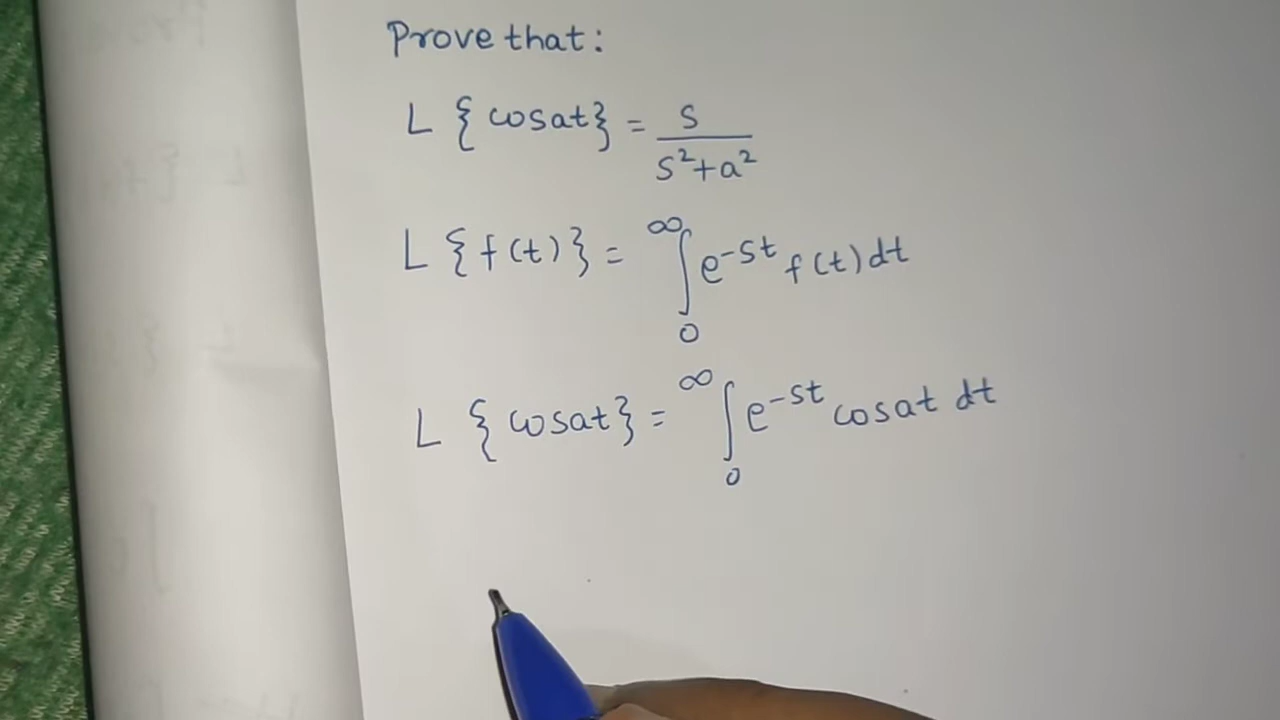 Prove that:
L { cosat} = s / s²+a²
L { f(t) } = ∞∫0 e^-st f(t) dt
L { cosat} = ∞∫0 e^-st cosat dt